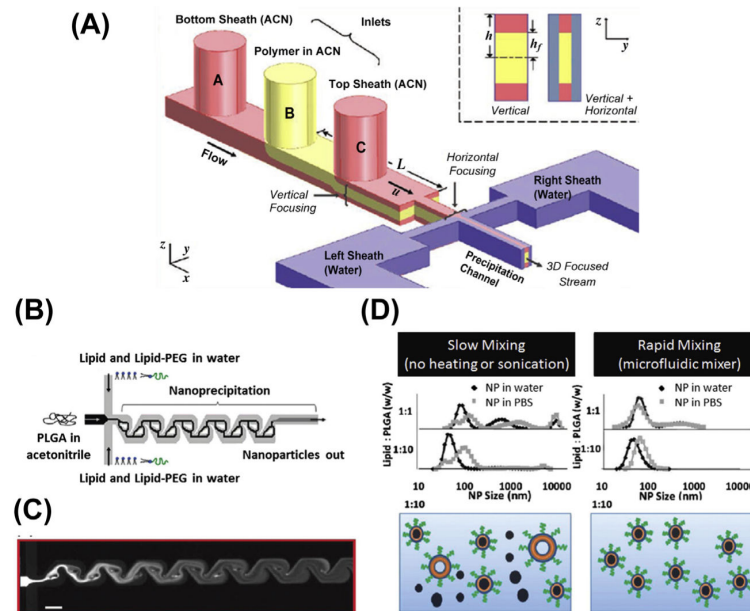 (A)
Bottom Sheath (ACN)
Inlets
Polymer in ACN
Top Sheath (ACN)
A
B
C
Flow
L
u
Vertical
Focusing
Horizontal
Focusing
Right Sheath
(Water)
Left Sheath
(Water)
Precipitation
Channel
3D Focused
Stream
z
y
x
h
h_f
z
y
Vertical
Vertical +
Horizontal
(B)
Lipid and Lipid-PEG in water
Nanoprecipitation
PLGA in
acetonitrile
Nanoparticles out
Lipid and Lipid-PEG in water
(C)
(D)
Slow Mixing
(no heating or sonication)
Rapid Mixing
(microfluidic mixer)
NP in water
NP in PBS
NP in water
NP in PBS
Lipid : PLGA (w/w)
1:1
1:10
1:1
1:10
10 100 1000 10000
NP Size (nm)
1 10 100 1000 10000
NP Size (nm)
1:10
1:10